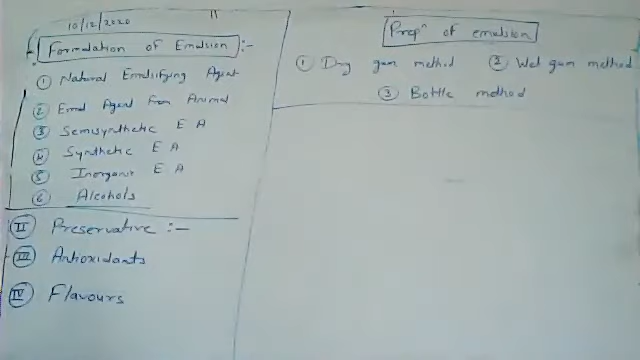 10/12/2020
Formulation of Emulsion :-
① Natural Emulsifying Agent
② Emul Agent from Animal
③ Semisynthetic E A
④ Synthetic E A
⑤ Inorganic E A
⑥ Alcohols
II Preservative :-
III Antioxidants
IV Flavours
Prepⁿ of emulsion
① Dry gum method ② Wet gum method
③ Bottle method